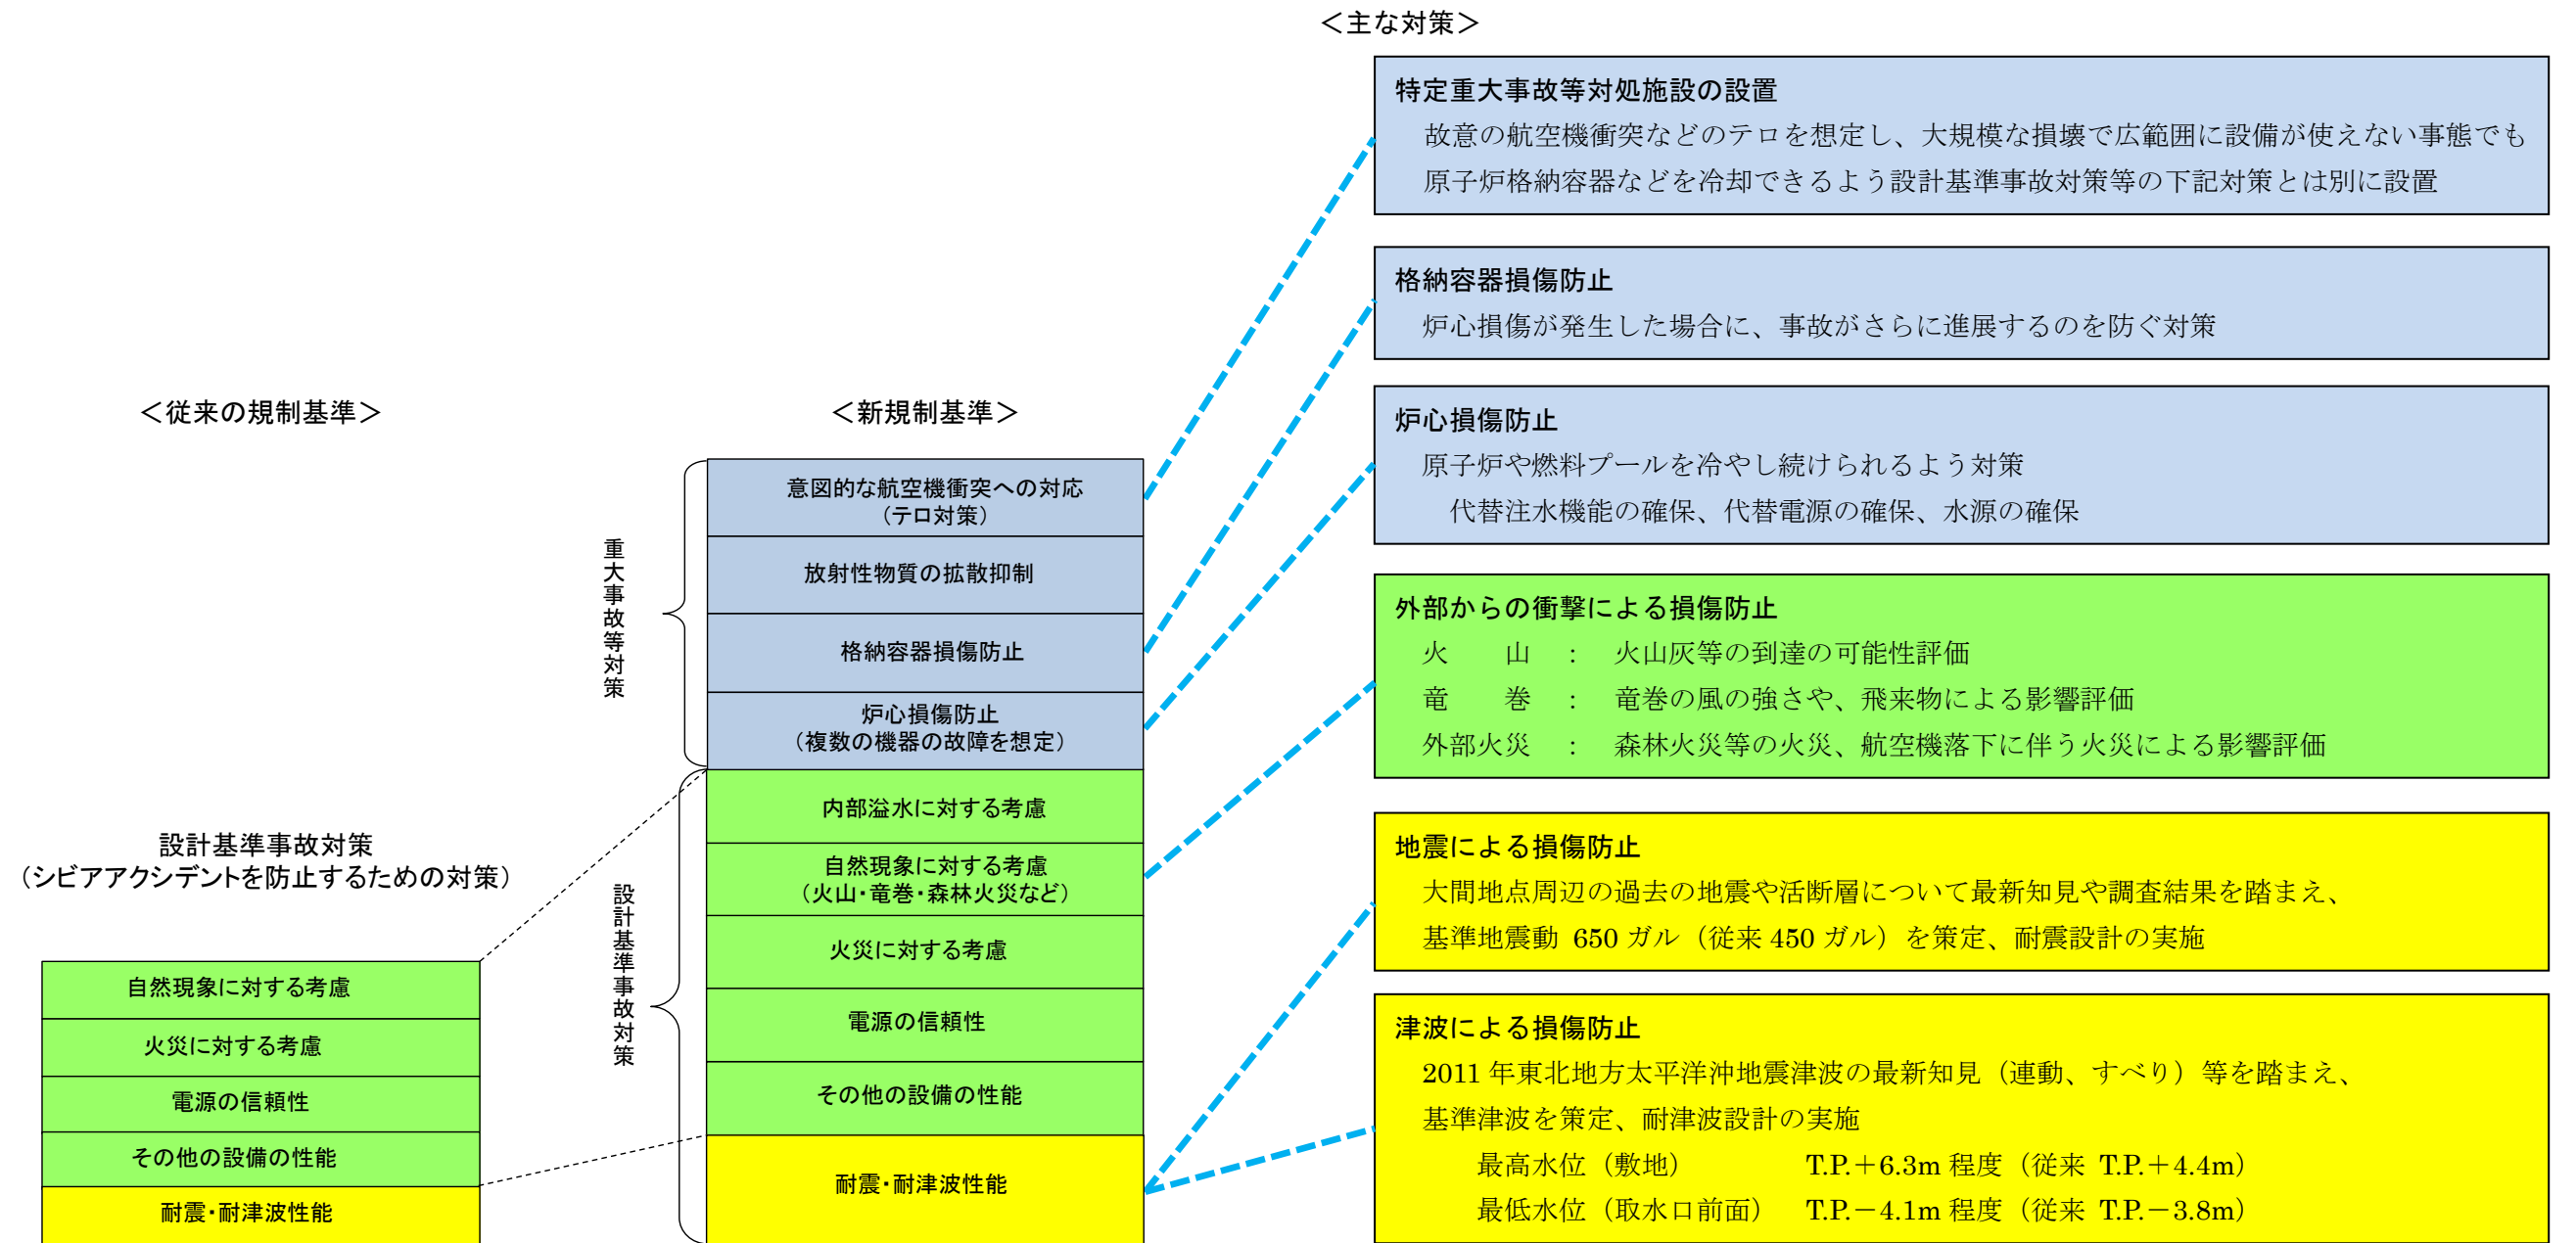 ＜主な対策＞
特定重大事故等対処施設の設置
故意の航空機衝突などのテロを想定し、大規模な損壊で広範囲に設備が使えない事態でも
原子炉格納容器などを冷却できるよう設計基準事故対策等の下記対策とは別に設置
格納容器損傷防止
炉心損傷が発生した場合に、事故がさらに進展するのを防ぐ対策
炉心損傷防止
原子炉や燃料プールを冷やし続けられるよう対策
代替注水機能の確保、代替電源の確保、水源の確保
外部からの衝撃による損傷防止
火　山　：　火山灰等の到達の可能性評価
竜　巻　：　竜巻の風の強さや、飛来物による影響評価
外部火災　：　森林火災等の火災、航空機落下に伴う火災による影響評価
地震による損傷防止
大間地点周辺の過去の地震や活断層について最新知見や調査結果を踏まえ、
基準地震動 650 ガル（従来 450 ガル）を策定、耐震設計の実施
津波による損傷防止
2011 年東北地方太平洋沖地震津波の最新知見（連動、すべり）等を踏まえ、
基準津波を策定、耐津波設計の実施
最高水位（敷地）　T.P.＋6.3m 程度（従来 T.P.＋4.4m）
最低水位（取水口前面）　T.P.－4.1m 程度（従来 T.P.－3.8m）
＜従来の規制基準＞
設計基準事故対策
（シビアアクシデントを防止するための対策）
自然現象に対する考慮
火災に対する考慮
電源の信頼性
その他の設備の性能
耐震・耐津波性能
＜新規制基準＞
重大事故等対策
意図的な航空機衝突への対応
（テロ対策）
放射性物質の拡散抑制
格納容器損傷防止
炉心損傷防止
（複数の機器の故障を想定）
設計基準事故対策
内部溢水に対する考慮
自然現象に対する考慮
（火山・竜巻・森林火災など）
火災に対する考慮
電源の信頼性
その他の設備の性能
耐震・耐津波性能